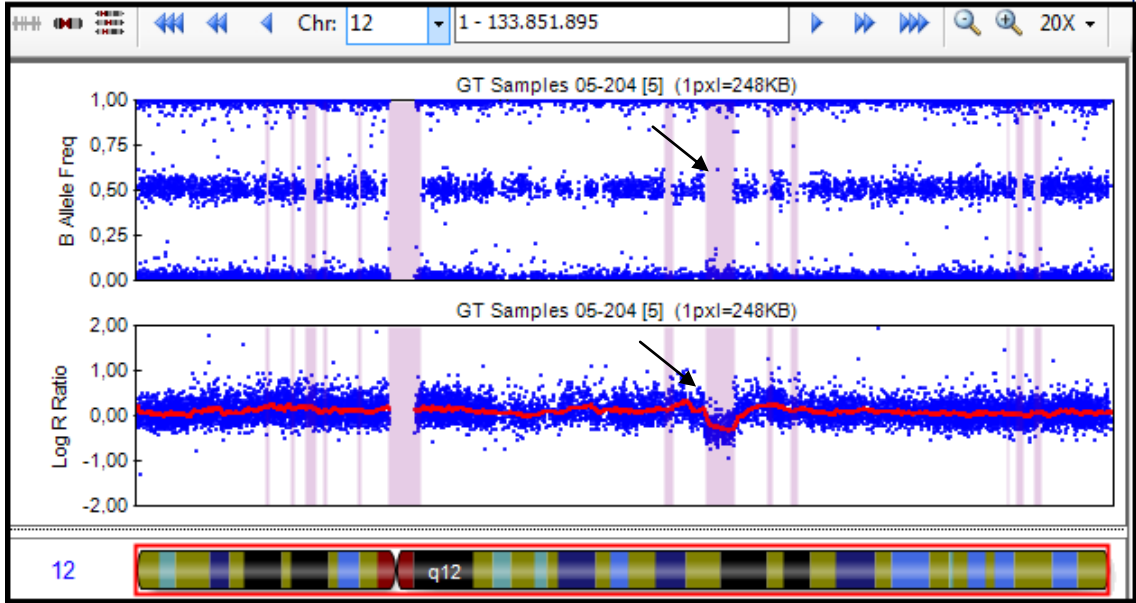 Chr: 12 1 - 133.851.895 20X
GT Samples 05-204 [5] (1pxl=248KB)
1,00
0,75
0,50
0,25
0,00
B Allele Freq
GT Samples 05-204 [5] (1pxl=248KB)
2,00
1,00
0,00
-1,00
-2,00
Log R Ratio
12 q12